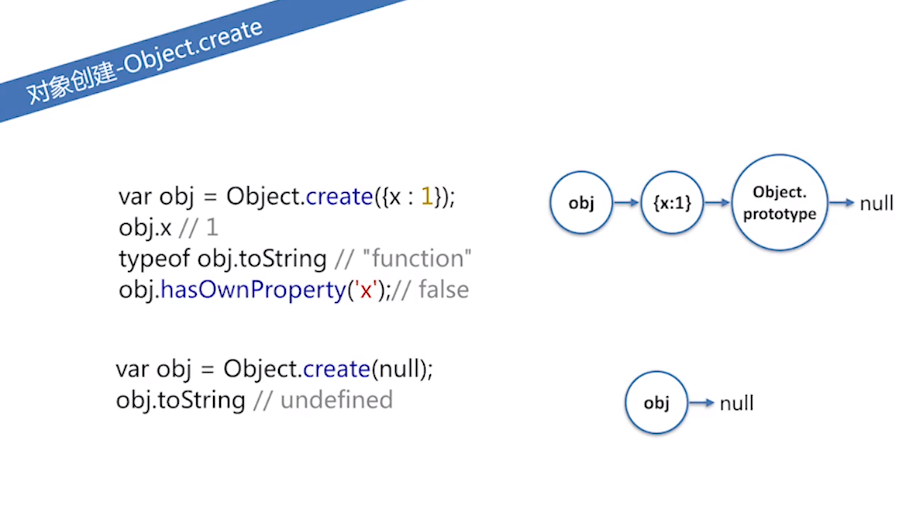 对象创建-Object.create
var obj = Object.create({x : 1});
obj.x // 1
typeof obj.toString // "function"
obj.hasOwnProperty('x');// false
obj
{x:1}
Object.
prototype
null
var obj = Object.create(null);
obj.toString // undefined
obj
null